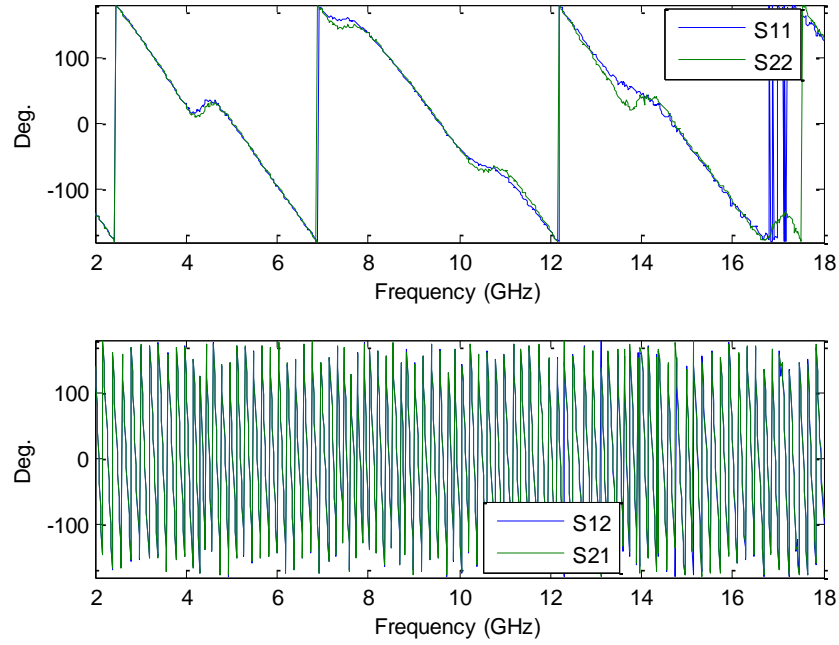 100
0
-100
Deg.
S11
S22
2 4 6 8 10 12 14 16 18
Frequency (GHz)
100
0
-100
Deg.
S12
S21
2 4 6 8 10 12 14 16 18
Frequency (GHz)